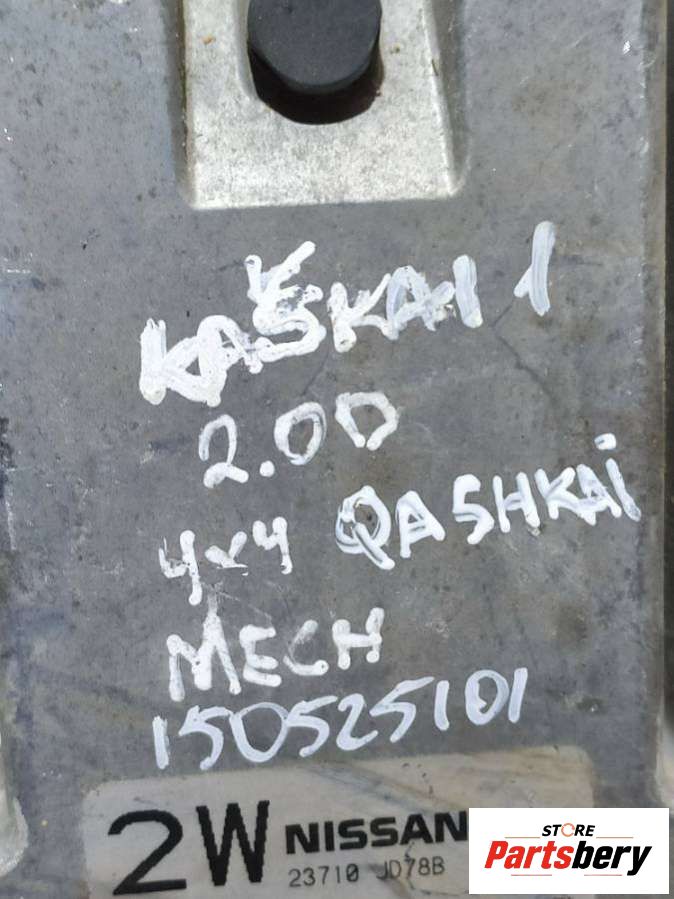 KASKAI 1
2.0D
4x4 QASHKAi
MECH
150525101
2W NISSAN
23710 JD78B
STORE
Partsbery